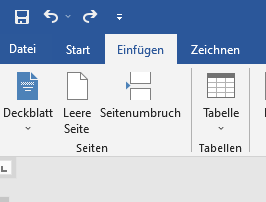 Datei Start Einfügen Zeichnen
Deckblatt Leere Seite Seitenumbruch Tabelle
Seiten Tabellen